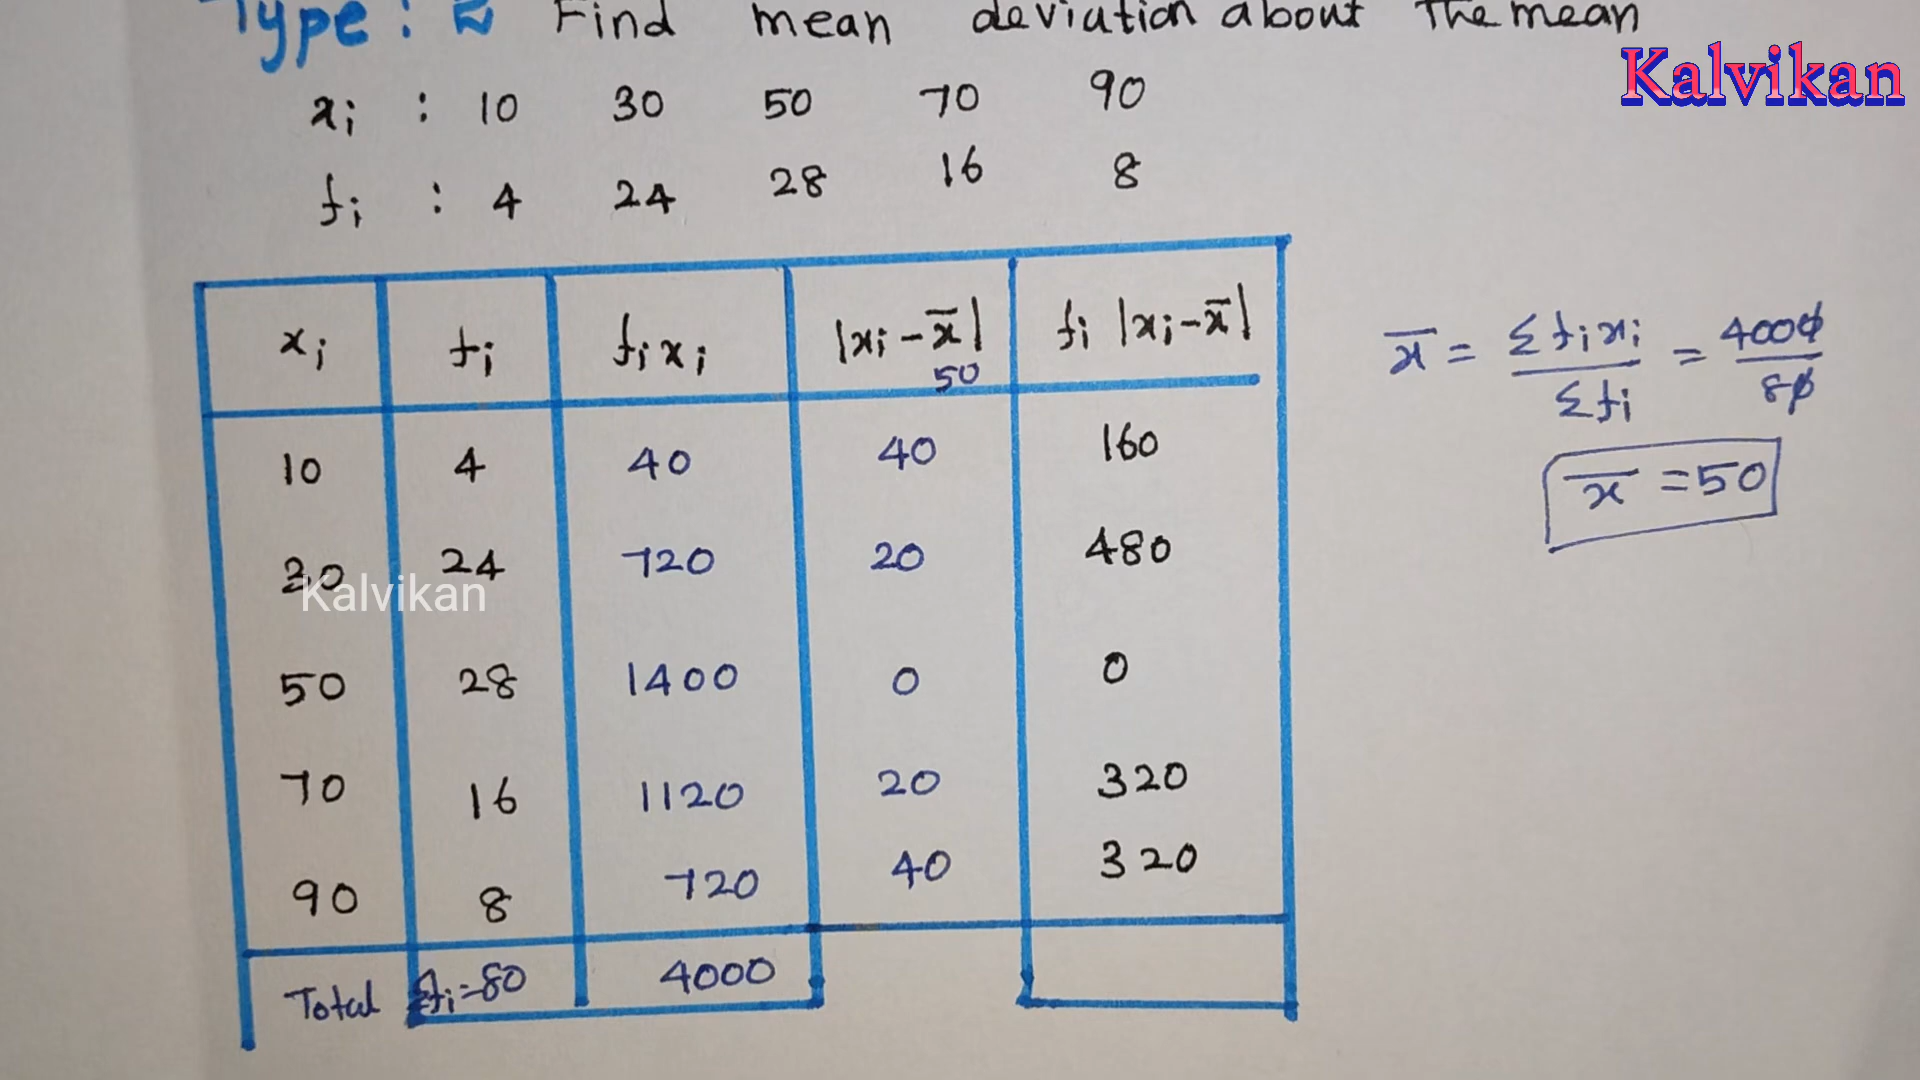 Type: 2 Find mean deviation about The mean
Kalvikan
xi : 10 30 50 70 90
fi : 4 24 28 16 8
xi fi fixi |xi-x̄| fi |xi-x̄|
50
x̄ = Σfixi / Σfi = 4000 / 80
x̄ = 50
10 4 40 40 160
30 24 720 20 480
Kalvikan
50 28 1400 0 0
70 16 1120 20 320
90 8 720 40 320
Total Σfi=80 4000